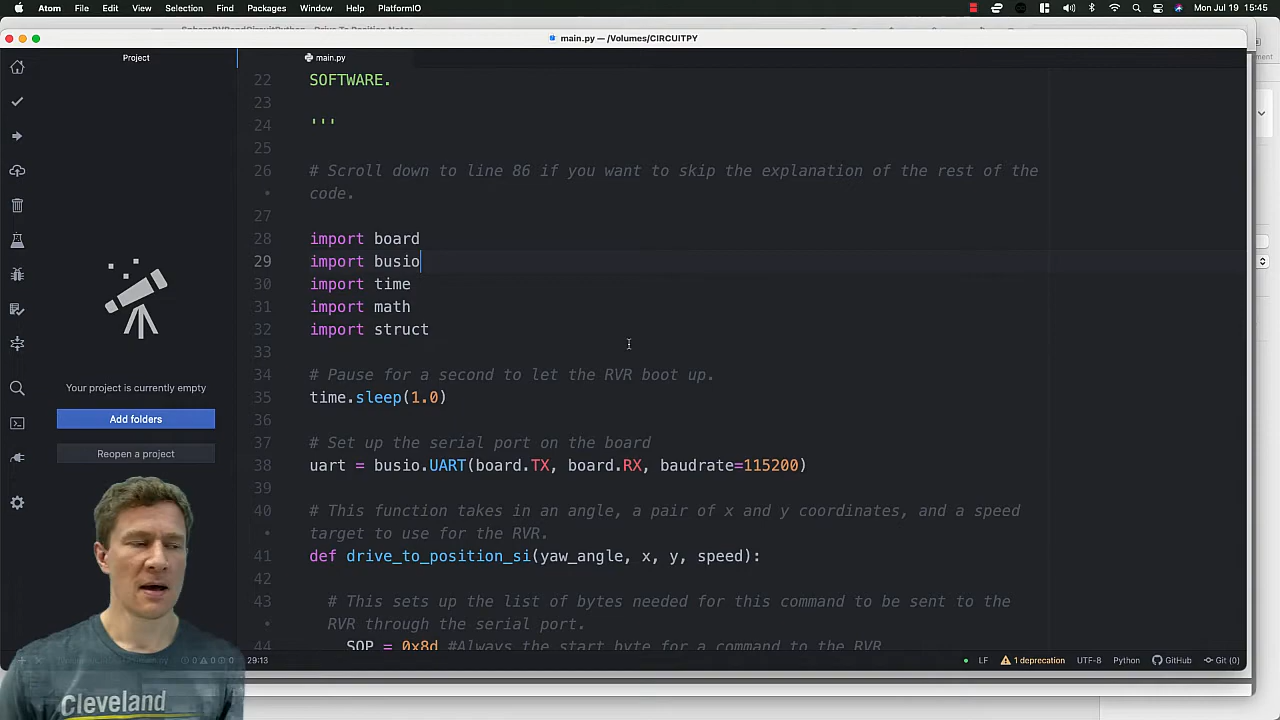 Atom File Edit View Selection Find Packages Window Help PlatformIO Mon Jul 19 15:45
main.py — /Volumes/CIRCUITPY
Project
main.py
22 SOFTWARE.
23
24 '''
25
26 # Scroll down to line 86 if you want to skip the explanation of the rest of the
• code.
27
28 import board
29 import busio
30 import time
31 import math
32 import struct
33
34 # Pause for a second to let the RVR boot up.
35 time.sleep(1.0)
36
37 # Set up the serial port on the board
38 uart = busio.UART(board.TX, board.RX, baudrate=115200)
39
40 # This function takes in an angle, a pair of x and y coordinates, and a speed
• target to use for the RVR.
41 def drive_to_position_si(yaw_angle, x, y, speed):
42
43 # This sets up the list of bytes needed for this command to be sent to the
• RVR through the serial port.
44 SOP = 0x8d #Always the start byte for a command to the RVR
Your project is currently empty
Add folders
Reopen a project
0 0 0 29:13 LF 1 deprecation UTF-8 Python GitHub Git (0)
Cleveland